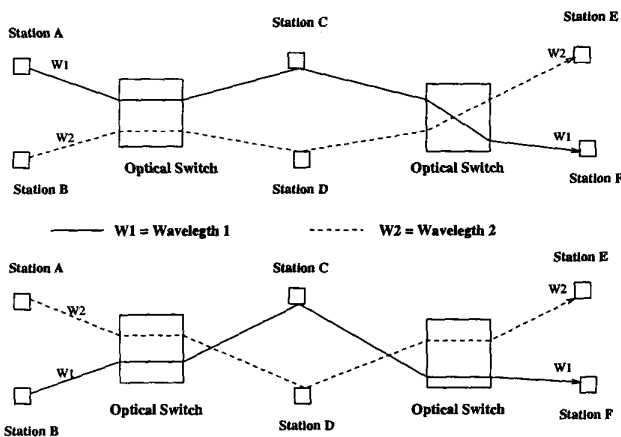 Station A
Station C
Station E
W1
W2
W2
W1
Station B
Optical Switch
Station D
Optical Switch
Station F
W1 = Wavelegth 1
W2 = Wavelegth 2
Station A
Station C
Station E
W2
W2
W1
W1
Station B
Optical Switch
Station D
Optical Switch
Station F